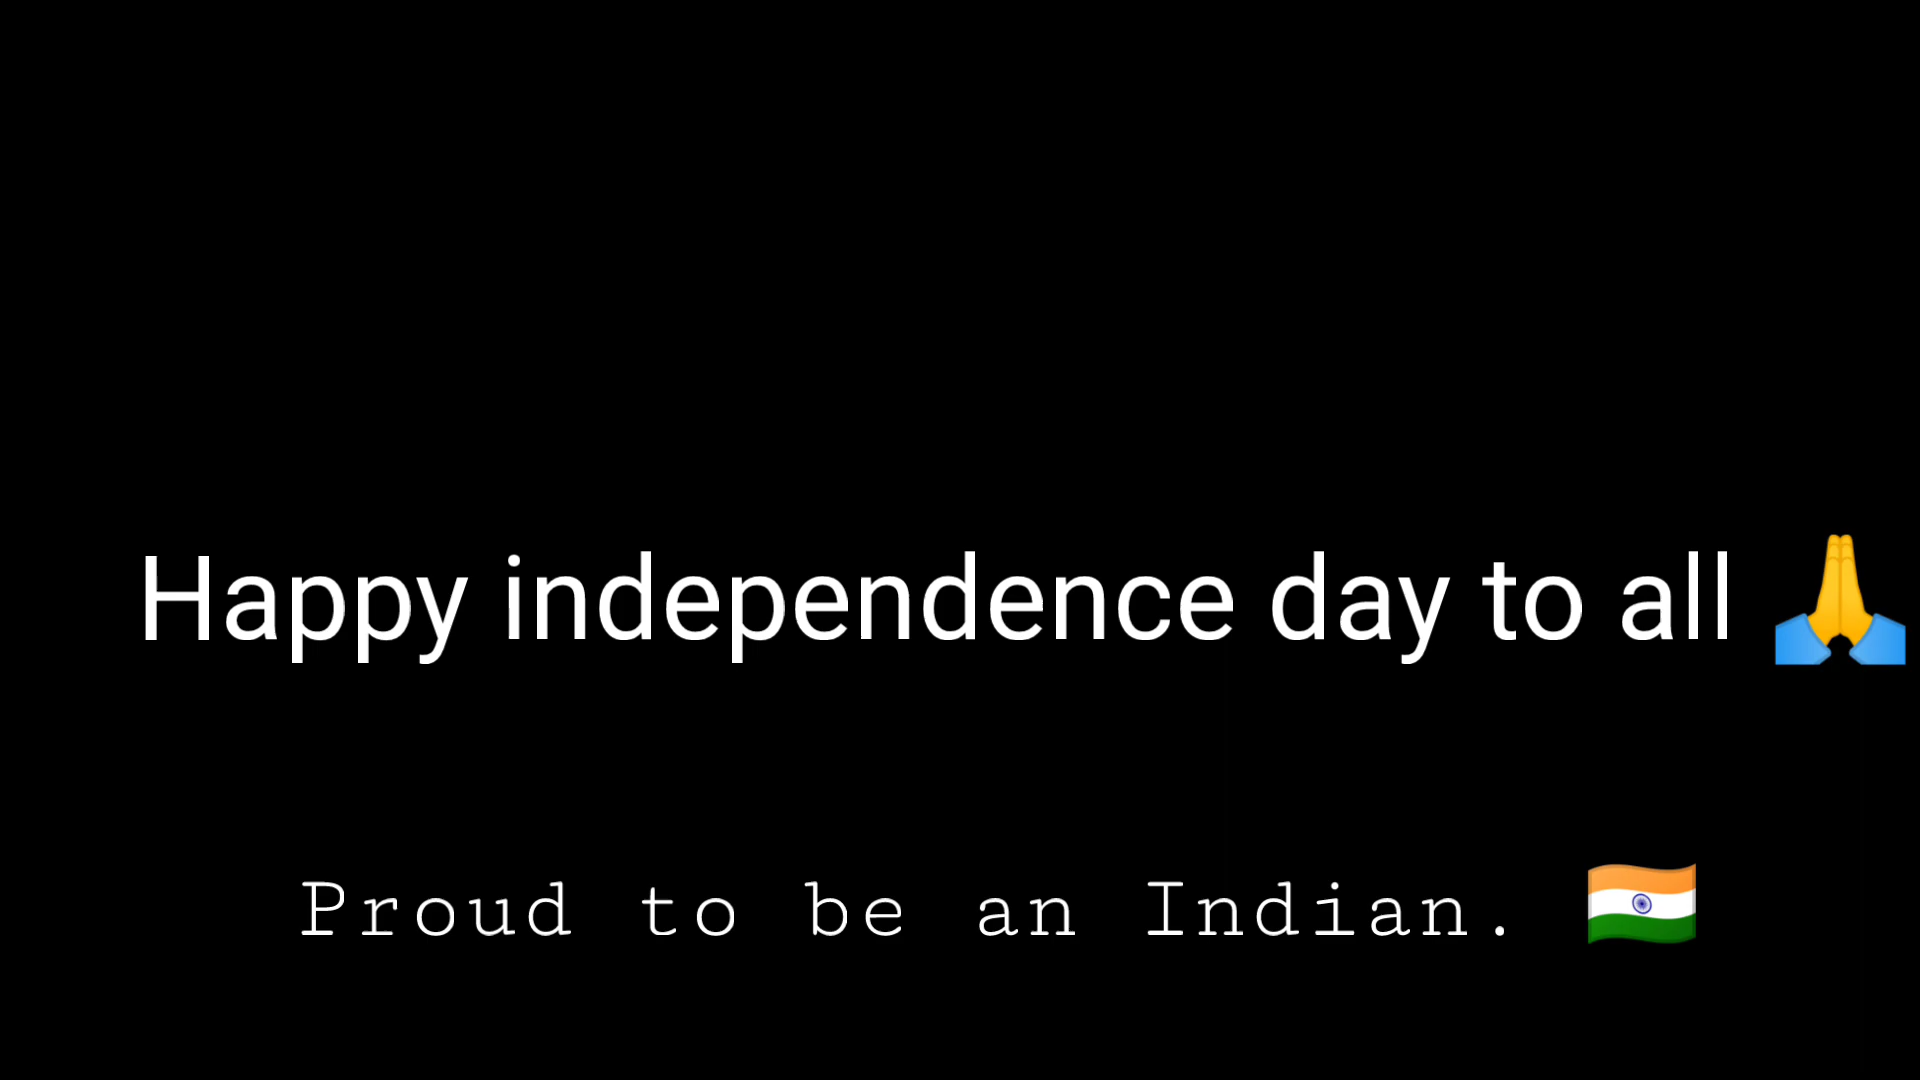 Happy independence day to all 🙏
Proud to be an Indian. 🇮🇳